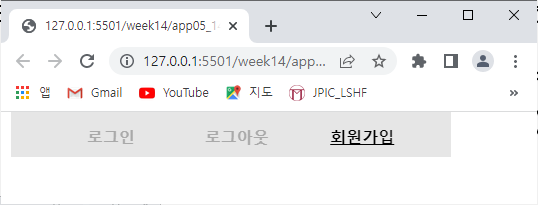 127.0.0.1:5501/week14/app05_1
127.0.0.1:5501/week14/app...
앱 Gmail YouTube 지도 JPIC_LSHF »
로그인 로그아웃 회원가입